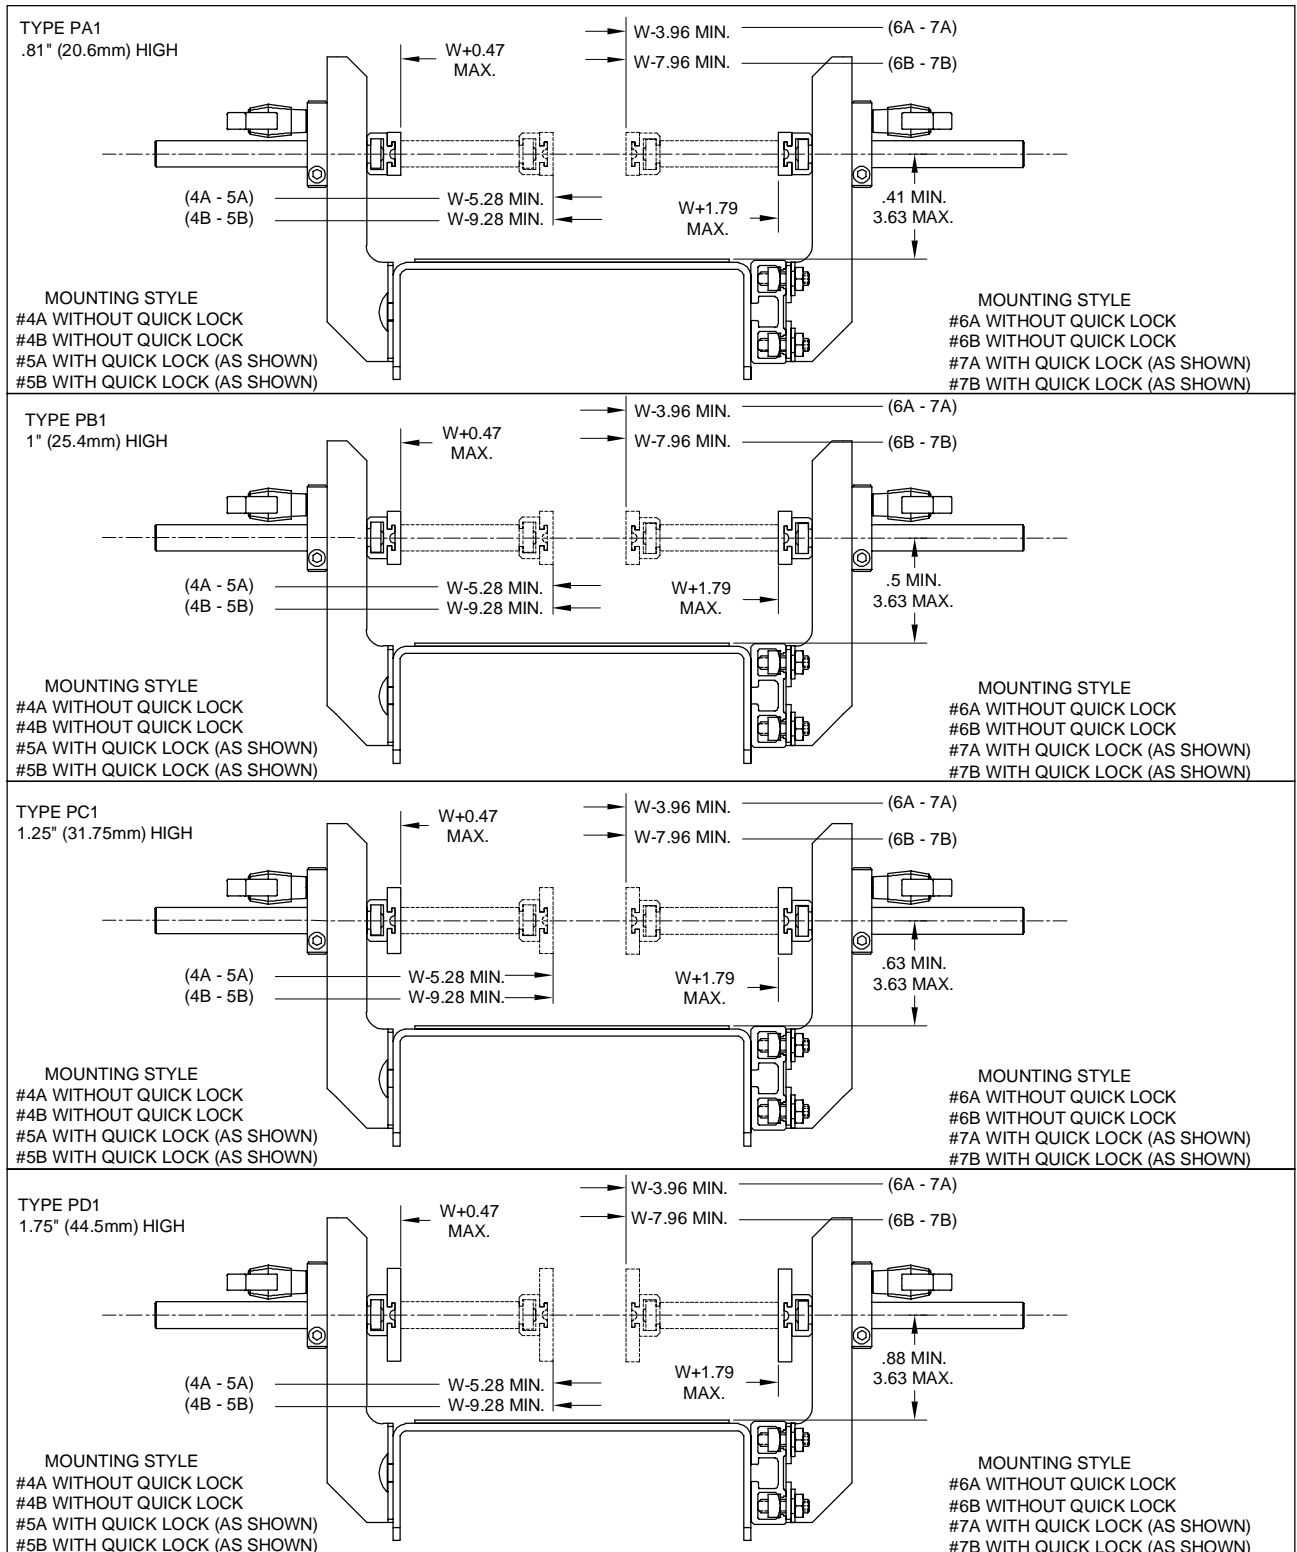 TYPE PA1
.81" (20.6mm) HIGH
W+0.47
MAX.
W-3.96 MIN.
(6A - 7A)
W-7.96 MIN.
(6B - 7B)
(4A - 5A)
W-5.28 MIN.
(4B - 5B)
W-9.28 MIN.
W+1.79
MAX.
.41 MIN.
3.63 MAX.
MOUNTING STYLE
#4A WITHOUT QUICK LOCK
#4B WITHOUT QUICK LOCK
#5A WITH QUICK LOCK (AS SHOWN)
#5B WITH QUICK LOCK (AS SHOWN)
MOUNTING STYLE
#6A WITHOUT QUICK LOCK
#6B WITHOUT QUICK LOCK
#7A WITH QUICK LOCK (AS SHOWN)
#7B WITH QUICK LOCK (AS SHOWN)
TYPE PB1
1" (25.4mm) HIGH
W+0.47
MAX.
W-3.96 MIN.
(6A - 7A)
W-7.96 MIN.
(6B - 7B)
(4A - 5A)
W-5.28 MIN.
(4B - 5B)
W-9.28 MIN.
W+1.79
MAX.
.5 MIN.
3.63 MAX.
MOUNTING STYLE
#4A WITHOUT QUICK LOCK
#4B WITHOUT QUICK LOCK
#5A WITH QUICK LOCK (AS SHOWN)
#5B WITH QUICK LOCK (AS SHOWN)
MOUNTING STYLE
#6A WITHOUT QUICK LOCK
#6B WITHOUT QUICK LOCK
#7A WITH QUICK LOCK (AS SHOWN)
#7B WITH QUICK LOCK (AS SHOWN)
TYPE PC1
1.25" (31.75mm) HIGH
W+0.47
MAX.
W-3.96 MIN.
(6A - 7A)
W-7.96 MIN.
(6B - 7B)
(4A - 5A)
W-5.28 MIN.
(4B - 5B)
W-9.28 MIN.
W+1.79
MAX.
.63 MIN.
3.63 MAX.
MOUNTING STYLE
#4A WITHOUT QUICK LOCK
#4B WITHOUT QUICK LOCK
#5A WITH QUICK LOCK (AS SHOWN)
#5B WITH QUICK LOCK (AS SHOWN)
MOUNTING STYLE
#6A WITHOUT QUICK LOCK
#6B WITHOUT QUICK LOCK
#7A WITH QUICK LOCK (AS SHOWN)
#7B WITH QUICK LOCK (AS SHOWN)
TYPE PD1
1.75" (44.5mm) HIGH
W+0.47
MAX.
W-3.96 MIN.
(6A - 7A)
W-7.96 MIN.
(6B - 7B)
(4A - 5A)
W-5.28 MIN.
(4B - 5B)
W-9.28 MIN.
W+1.79
MAX.
.88 MIN.
3.63 MAX.
MOUNTING STYLE
#4A WITHOUT QUICK LOCK
#4B WITHOUT QUICK LOCK
#5A WITH QUICK LOCK (AS SHOWN)
#5B WITH QUICK LOCK (AS SHOWN)
MOUNTING STYLE
#6A WITHOUT QUICK LOCK
#6B WITHOUT QUICK LOCK
#7A WITH QUICK LOCK (AS SHOWN)
#7B WITH QUICK LOCK (AS SHOWN)